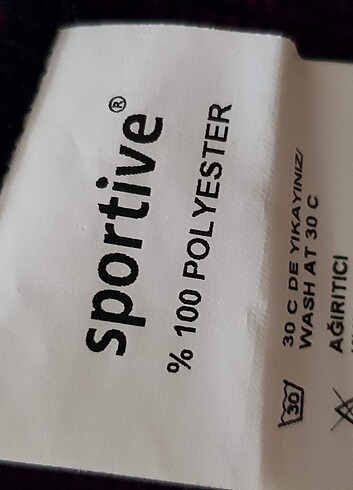 sportive®
% 100 POLYESTER
30
30 C DE YIKAYINIZ/
WASH AT 30 C
AĞIRITICI